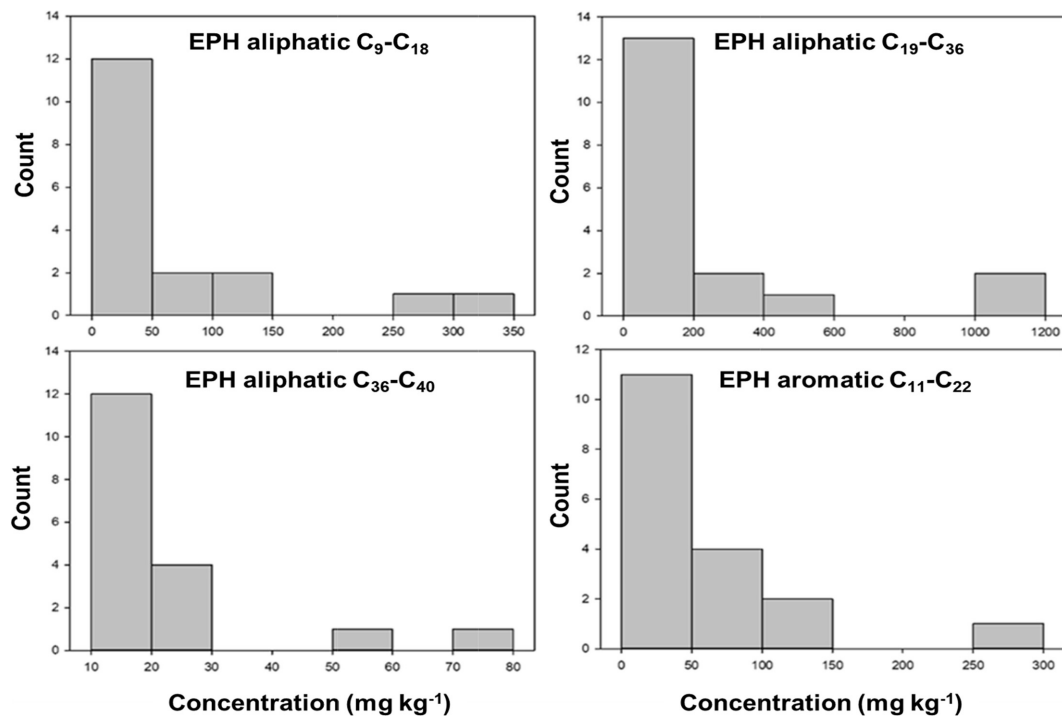 EPH aliphatic C₉-C₁₈
Count
14
12
10
8
6
4
2
0
0 50 100 150 200 250 300 350
EPH aliphatic C₁₉-C₃₆
Count
14
12
10
8
6
4
2
0
0 200 400 600 800 1000 1200
EPH aliphatic C₃₆-C₄₀
Count
14
12
10
8
6
4
2
0
10 20 30 40 50 60 70 80
Concentration (mg kg⁻¹)
EPH aromatic C₁₁-C₂₂
Count
12
10
8
6
4
2
0
0 50 100 150 200 250 300
Concentration (mg kg⁻¹)